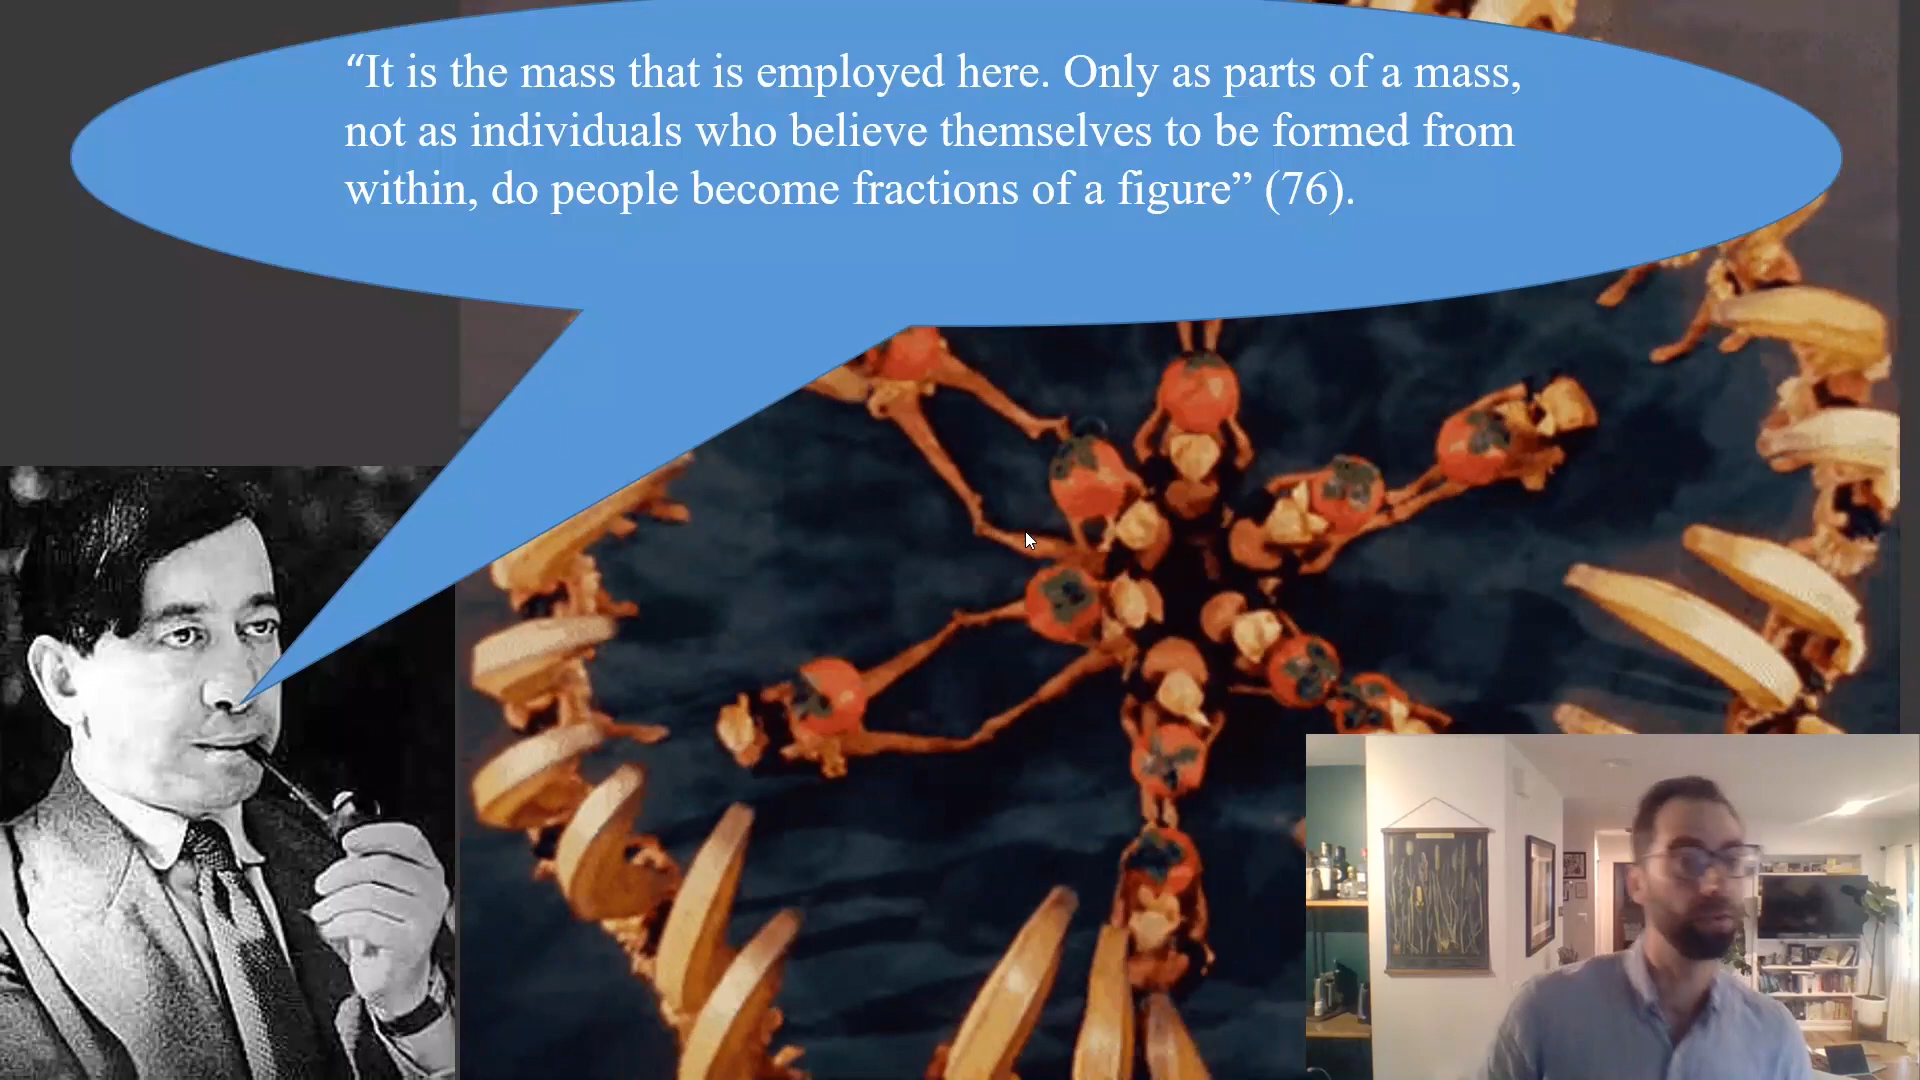 “It is the mass that is employed here. Only as parts of a mass,
not as individuals who believe themselves to be formed from
within, do people become fractions of a figure” (76).